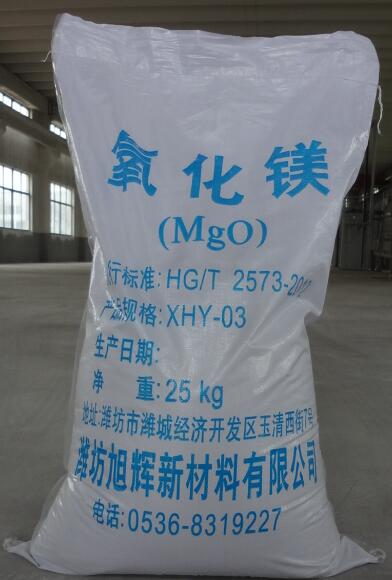 氧化镁
(MgO)
行标准: HG/T 2573-20
产品规格: XHY-03
生产日期:
净 重: 25 kg
地址: 潍坊市潍城经济开发区玉清西街7号
潍坊旭辉新材料有限公司
电话: 0536-8319227